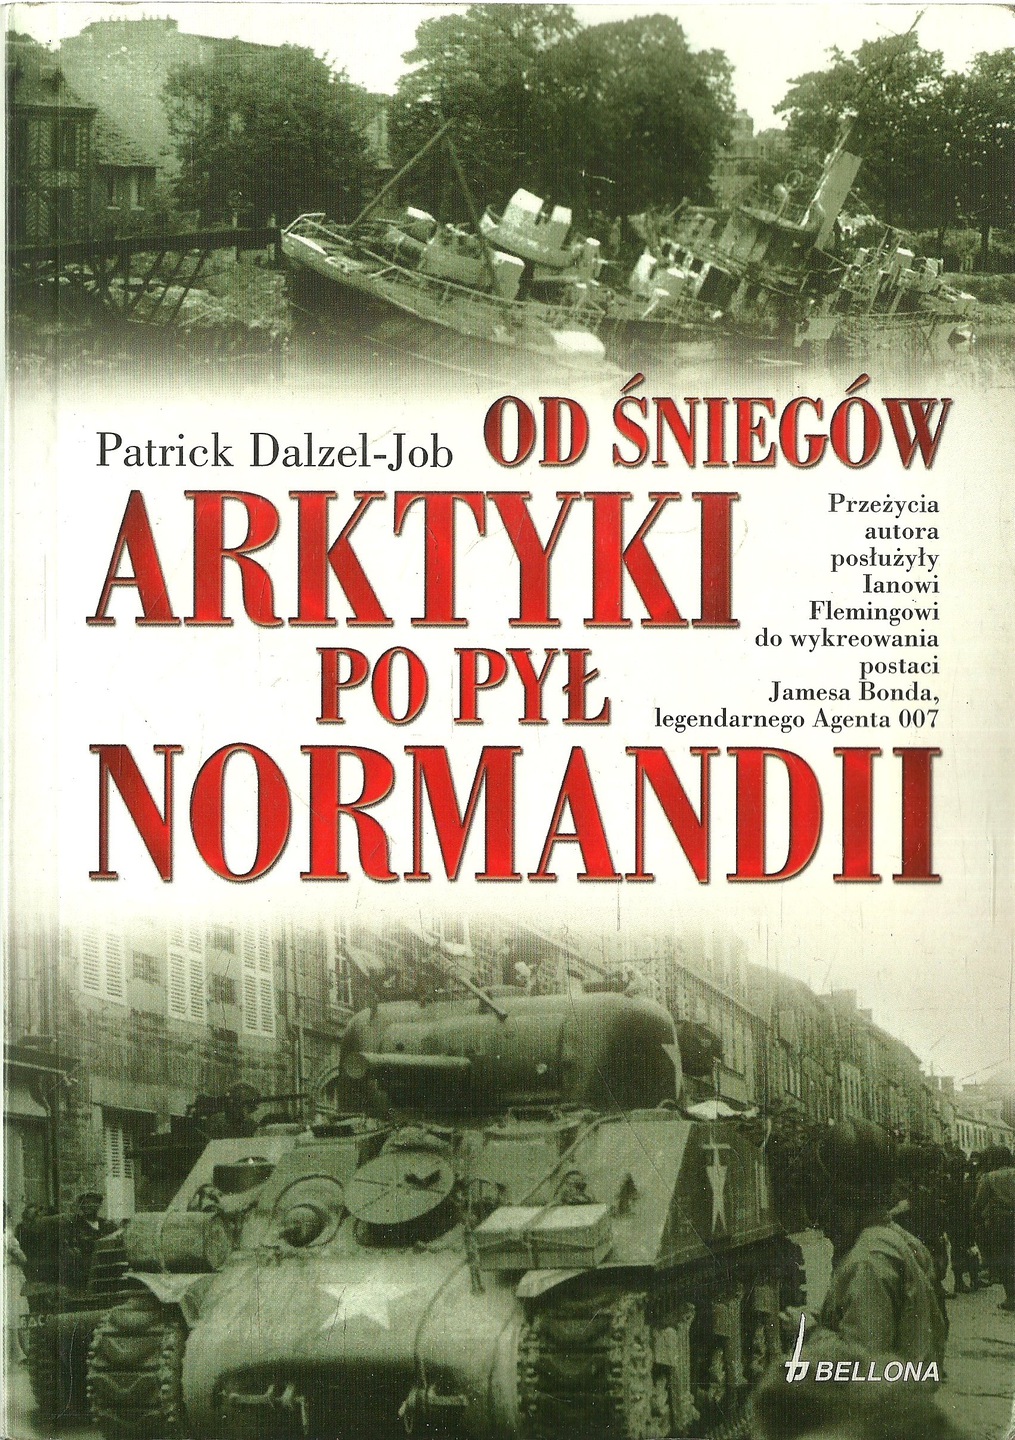 OD ŚNIEGÓW
Patrick Dalzel-Job
ARKTYKI
PO PYŁ
NORMANDII
Przeżycia
autora
posłużyły
Ianowi
Flemingowi
do wykreowania
postaci
Jamesa Bonda,
legendarnego Agenta 007
BELLONA